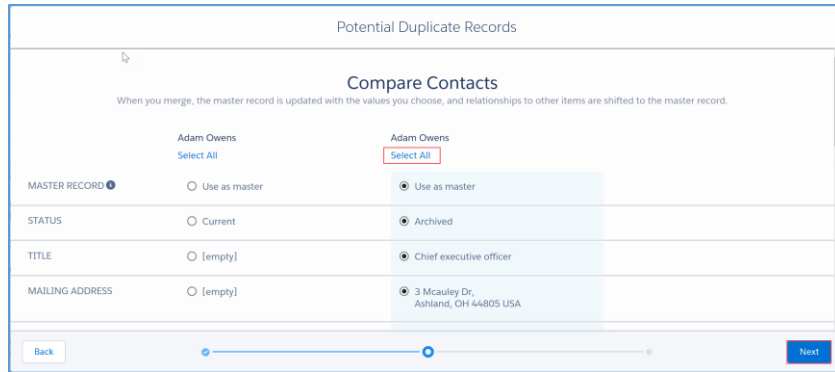 Potential Duplicate Records
Compare Contacts
When you merge, the master record is updated with the values you choose, and relationships to other items are shifted to the master record.
Adam Owens Adam Owens
Select All Select All
MASTER RECORD Use as master Use as master
STATUS Current Archived
TITLE [empty] Chief executive officer
MAILING ADDRESS [empty] 3 Mcauley Dr,
Ashland, OH 44805 USA
Back Next